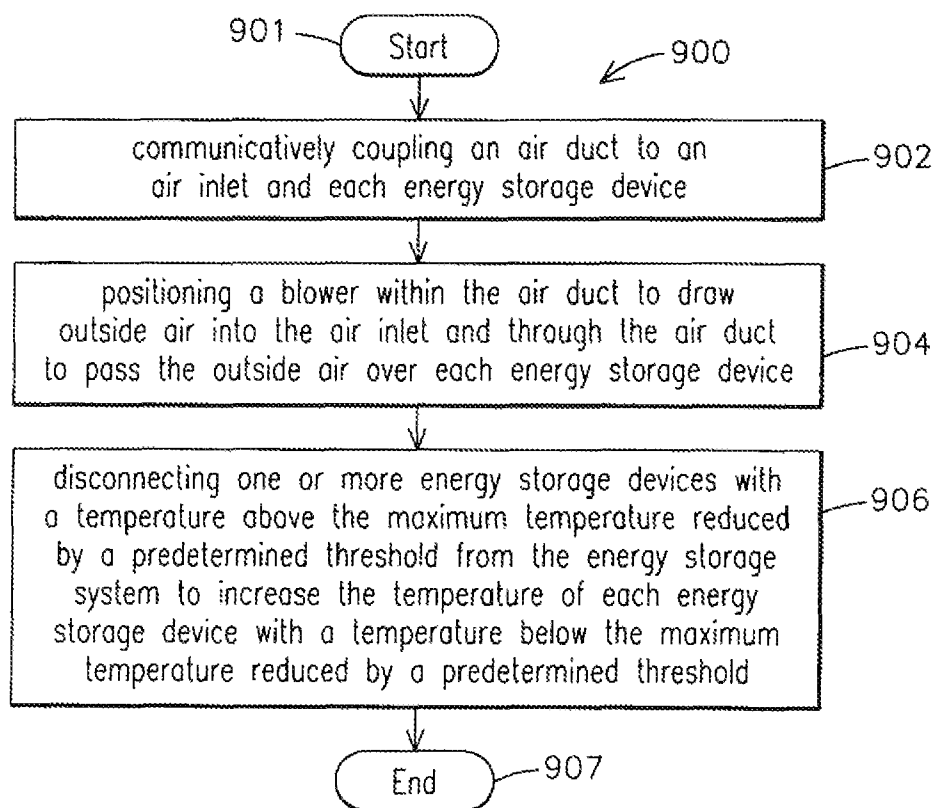 901
Start
900
communicatively coupling an air duct to an
air inlet and each energy storage device
902
positioning a blower within the air duct to draw
outside air into the air inlet and through the air duct
to pass the outside air over each energy storage device
904
disconnecting one or more energy storage devices with
a temperature above the maximum temperature reduced
by a predetermined threshold from the energy storage
system to increase the temperature of each energy
storage device with a temperature below the maximum
temperature reduced by a predetermined threshold
906
End
907